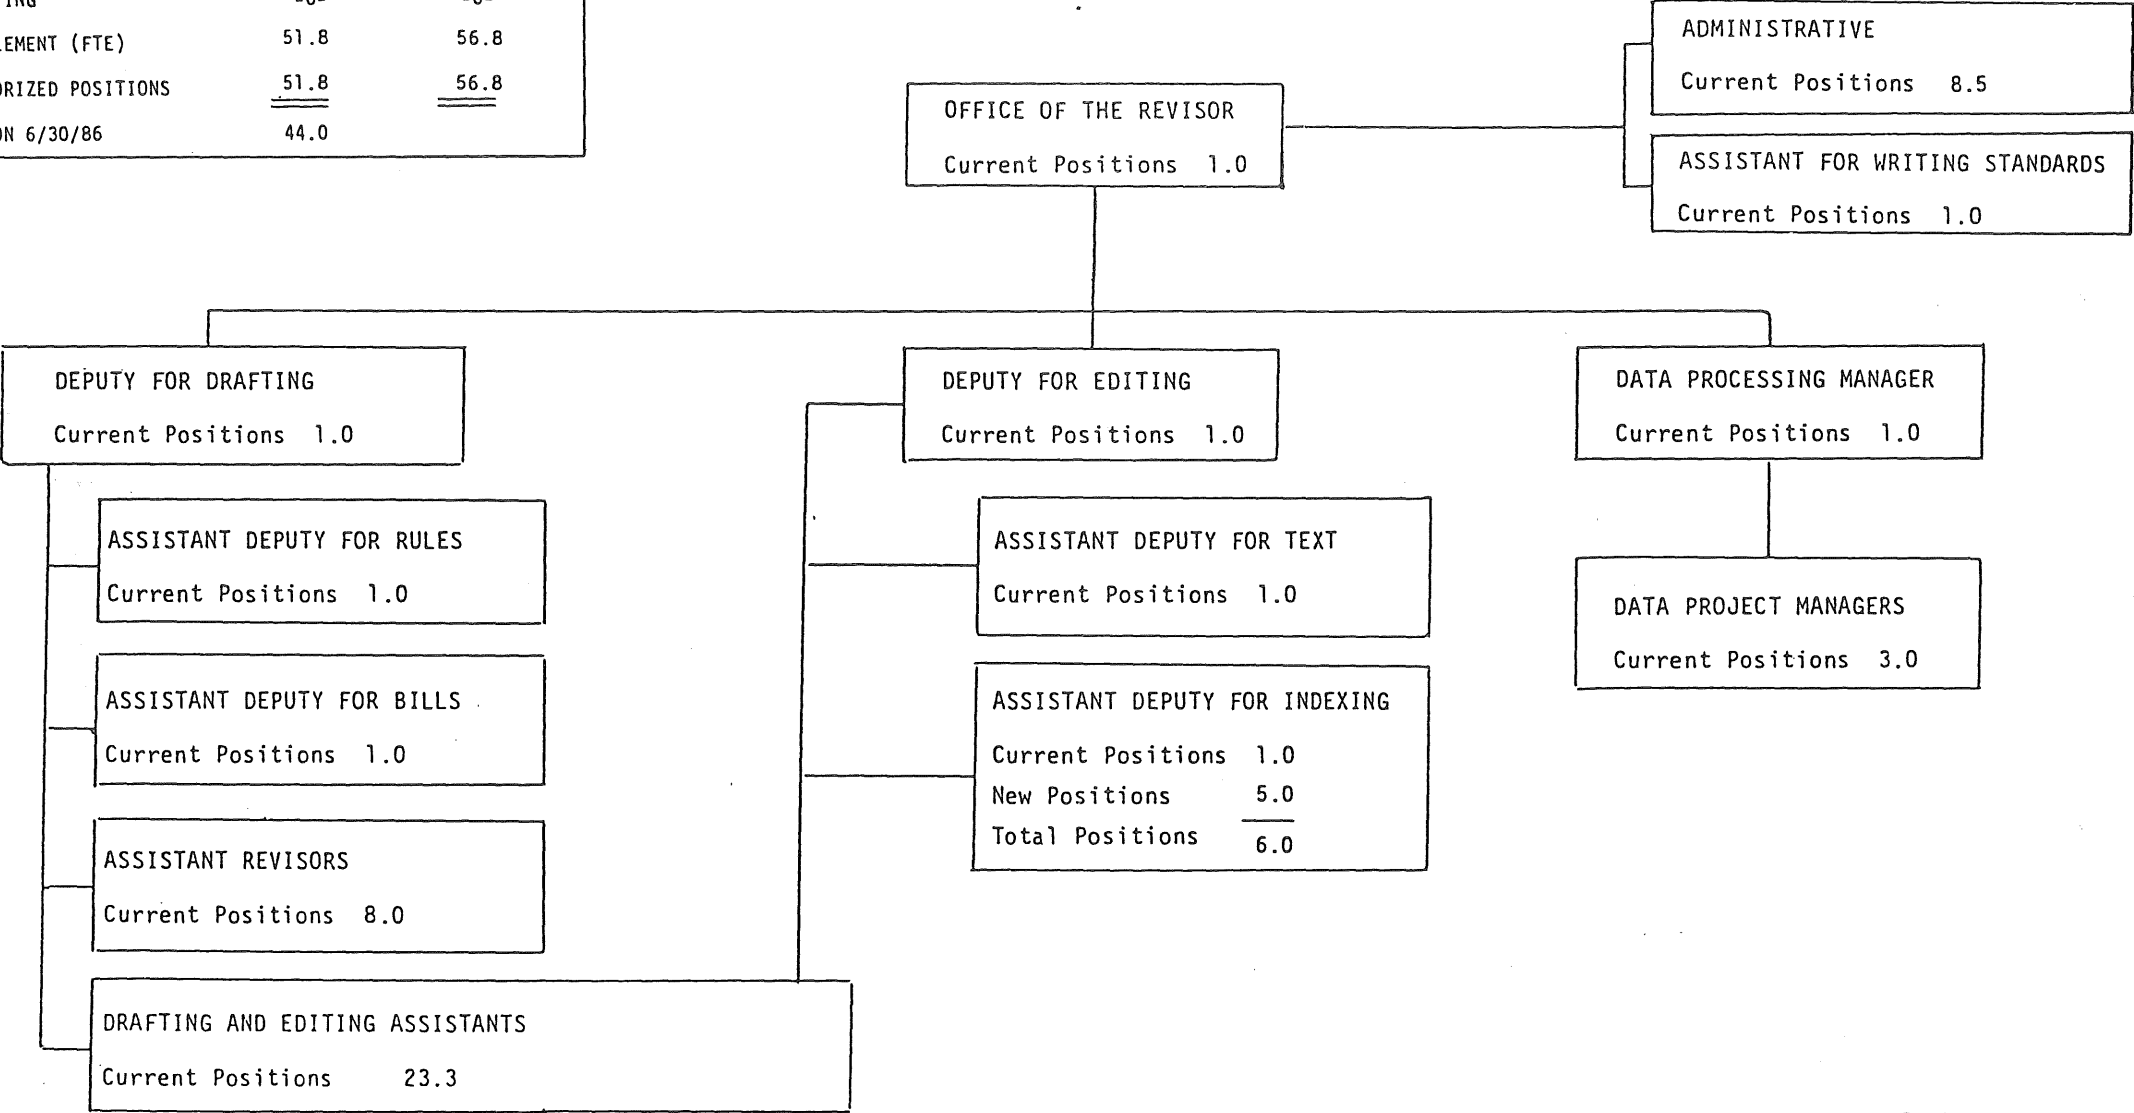 51.8 56.8
POSITIONS 51.8 56.8
6/30/86 44.0
OFFICE OF THE REVISOR
Current Positions 1.0
ADMINISTRATIVE
Current Positions 8.5
ASSISTANT FOR WRITING STANDARDS
Current Positions 1.0
DEPUTY FOR DRAFTING
Current Positions 1.0
ASSISTANT DEPUTY FOR RULES
Current Positions 1.0
ASSISTANT DEPUTY FOR BILLS
Current Positions 1.0
ASSISTANT REVISORS
Current Positions 8.0
DRAFTING AND EDITING ASSISTANTS
Current Positions 23.3
DEPUTY FOR EDITING
Current Positions 1.0
ASSISTANT DEPUTY FOR TEXT
Current Positions 1.0
ASSISTANT DEPUTY FOR INDEXING
Current Positions 1.0
New Positions 5.0
Total Positions 6.0
DATA PROCESSING MANAGER
Current Positions 1.0
DATA PROJECT MANAGERS
Current Positions 3.0